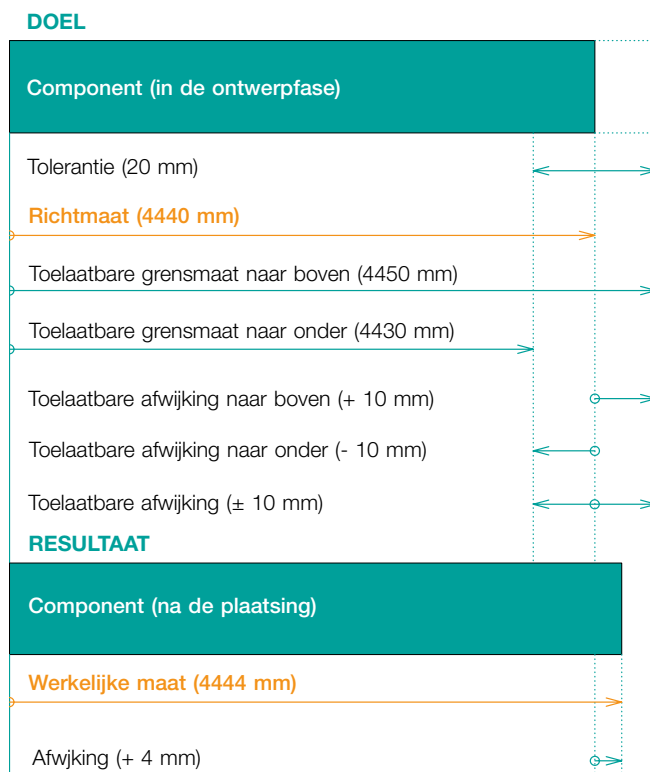 DOEL
Component (in de ontwerpfase)
Tolerantie (20 mm)
Richtmaat (4440 mm)
Toelaatbare grensmaat naar boven (4450 mm)
Toelaatbare grensmaat naar onder (4430 mm)
Toelaatbare afwijking naar boven (+ 10 mm)
Toelaatbare afwijking naar onder (- 10 mm)
Toelaatbare afwijking (± 10 mm)
RESULTAAT
Component (na de plaatsing)
Werkelijke maat (4444 mm)
Afwjking (+ 4 mm)